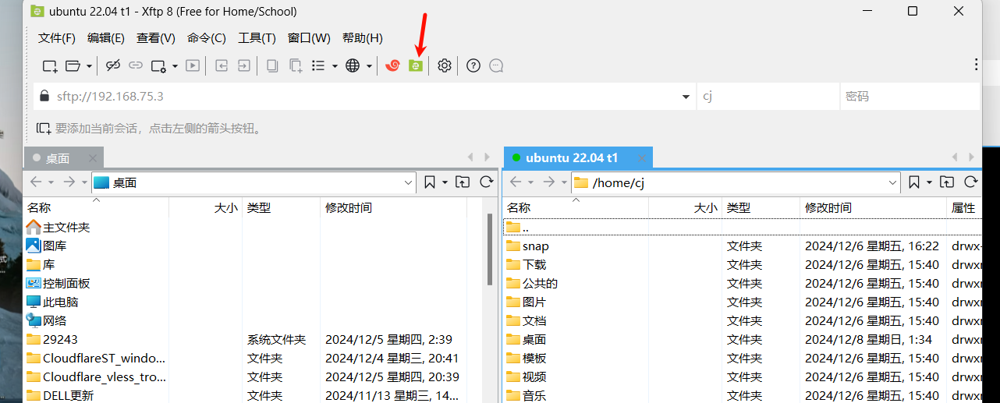 ubuntu 22.04 t1 - Xftp 8 (Free for Home/School)
文件(F) 编辑(E) 查看(V) 命令(C) 工具(T) 窗口(W) 帮助(H)
sftp://192.168.75.3 cj 密码
要添加当前会话，点击左侧的箭头按钮。
桌面 ubuntu 22.04 t1
桌面 /home/cj
名称 大小 类型 修改时间 名称 大小 类型 修改时间 属性
主文件夹 ..
图库 snap 文件夹 2024/12/6 星期五, 16:22 drwx-
库 下载 文件夹 2024/12/6 星期五, 15:40 drwxr
控制面板 公共的 文件夹 2024/12/6 星期五, 15:40 drwxr
此电脑 图片 文件夹 2024/12/6 星期五, 15:40 drwxr
网络 文档 文件夹 2024/12/6 星期五, 15:40 drwxr
29243 系统文件夹 2024/12/5 星期四, 2:39 桌面 文件夹 2024/12/8 星期日, 1:34 drwxr
CloudflareST_windo... 文件夹 2024/12/4 星期三, 20:41 模板 文件夹 2024/12/6 星期五, 15:40 drwxr
Cloudflare_vless_tro... 文件夹 2024/12/5 星期四, 20:39 视频 文件夹 2024/12/6 星期五, 15:40 drwxr
DELL更新 文件夹 2024/11/13 星期三, 14... 音乐 文件夹 2024/12/6 星期五, 15:40 drwxr